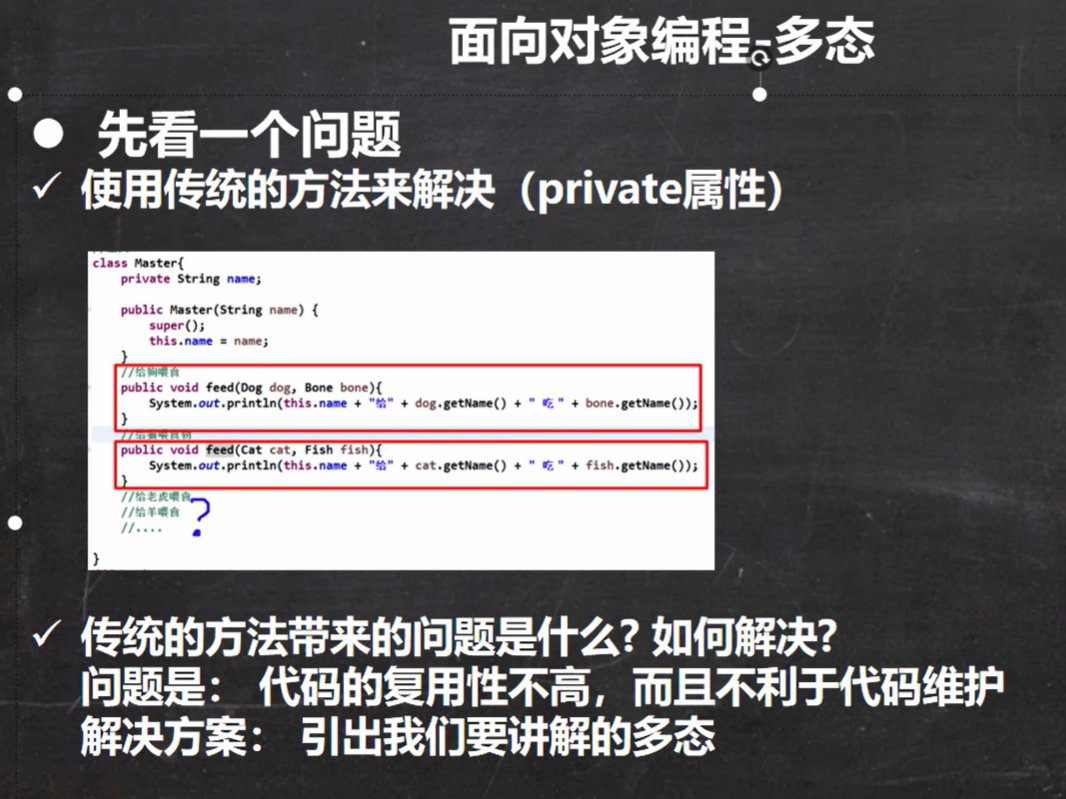 面向对象编程-多态
先看一个问题
使用传统的方法来解决（private属性）
class Master{
private String name;
public Master(String name) {
super();
this.name = name;
}
//给狗喂食
public void feed(Dog dog, Bone bone){
System.out.println(this.name + "给" + dog.getName() + " 吃 " + bone.getName());
}
//给猫喂食物
public void feed(Cat cat, Fish fish){
System.out.println(this.name + "给" + cat.getName() + " 吃 " + fish.getName());
}
//给老虎喂食
//给羊喂食 ?
//....
}
传统的方法带来的问题是什么? 如何解决?
问题是： 代码的复用性不高，而且不利于代码维护
解决方案： 引出我们要讲解的多态